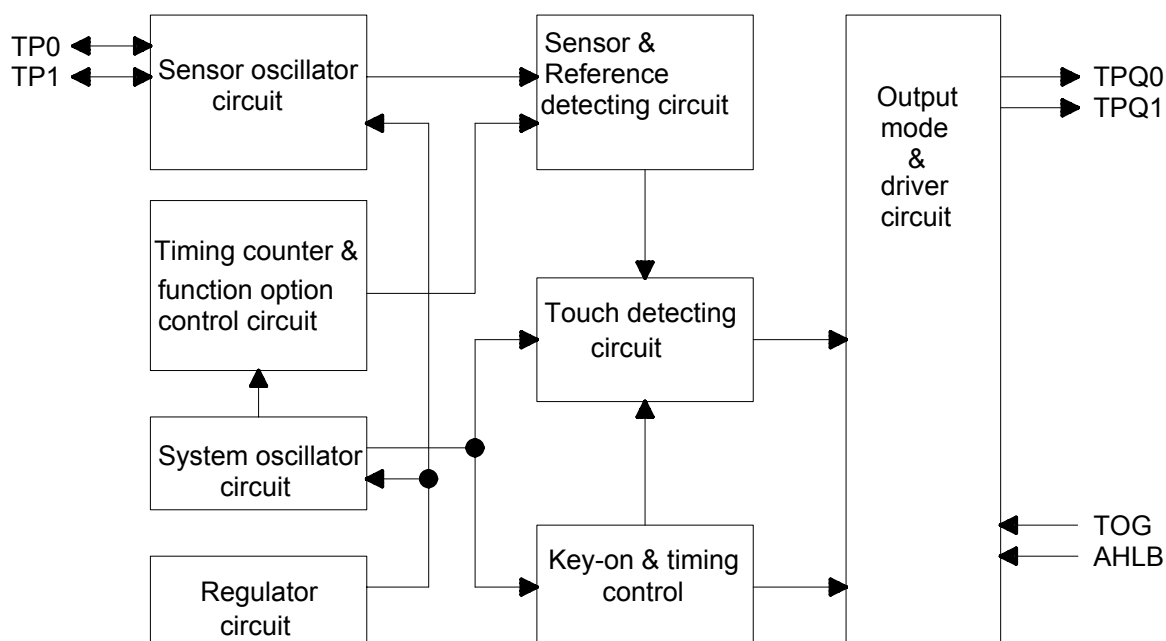 TP0
TP1
Sensor oscillator
circuit
Sensor &
Reference
detecting circuit
Output
mode
&
driver
circuit
TPQ0
TPQ1
Timing counter &
function option
control circuit
Touch detecting
circuit
System oscillator
circuit
Key-on & timing
control
Regulator
circuit
TOG
AHLB